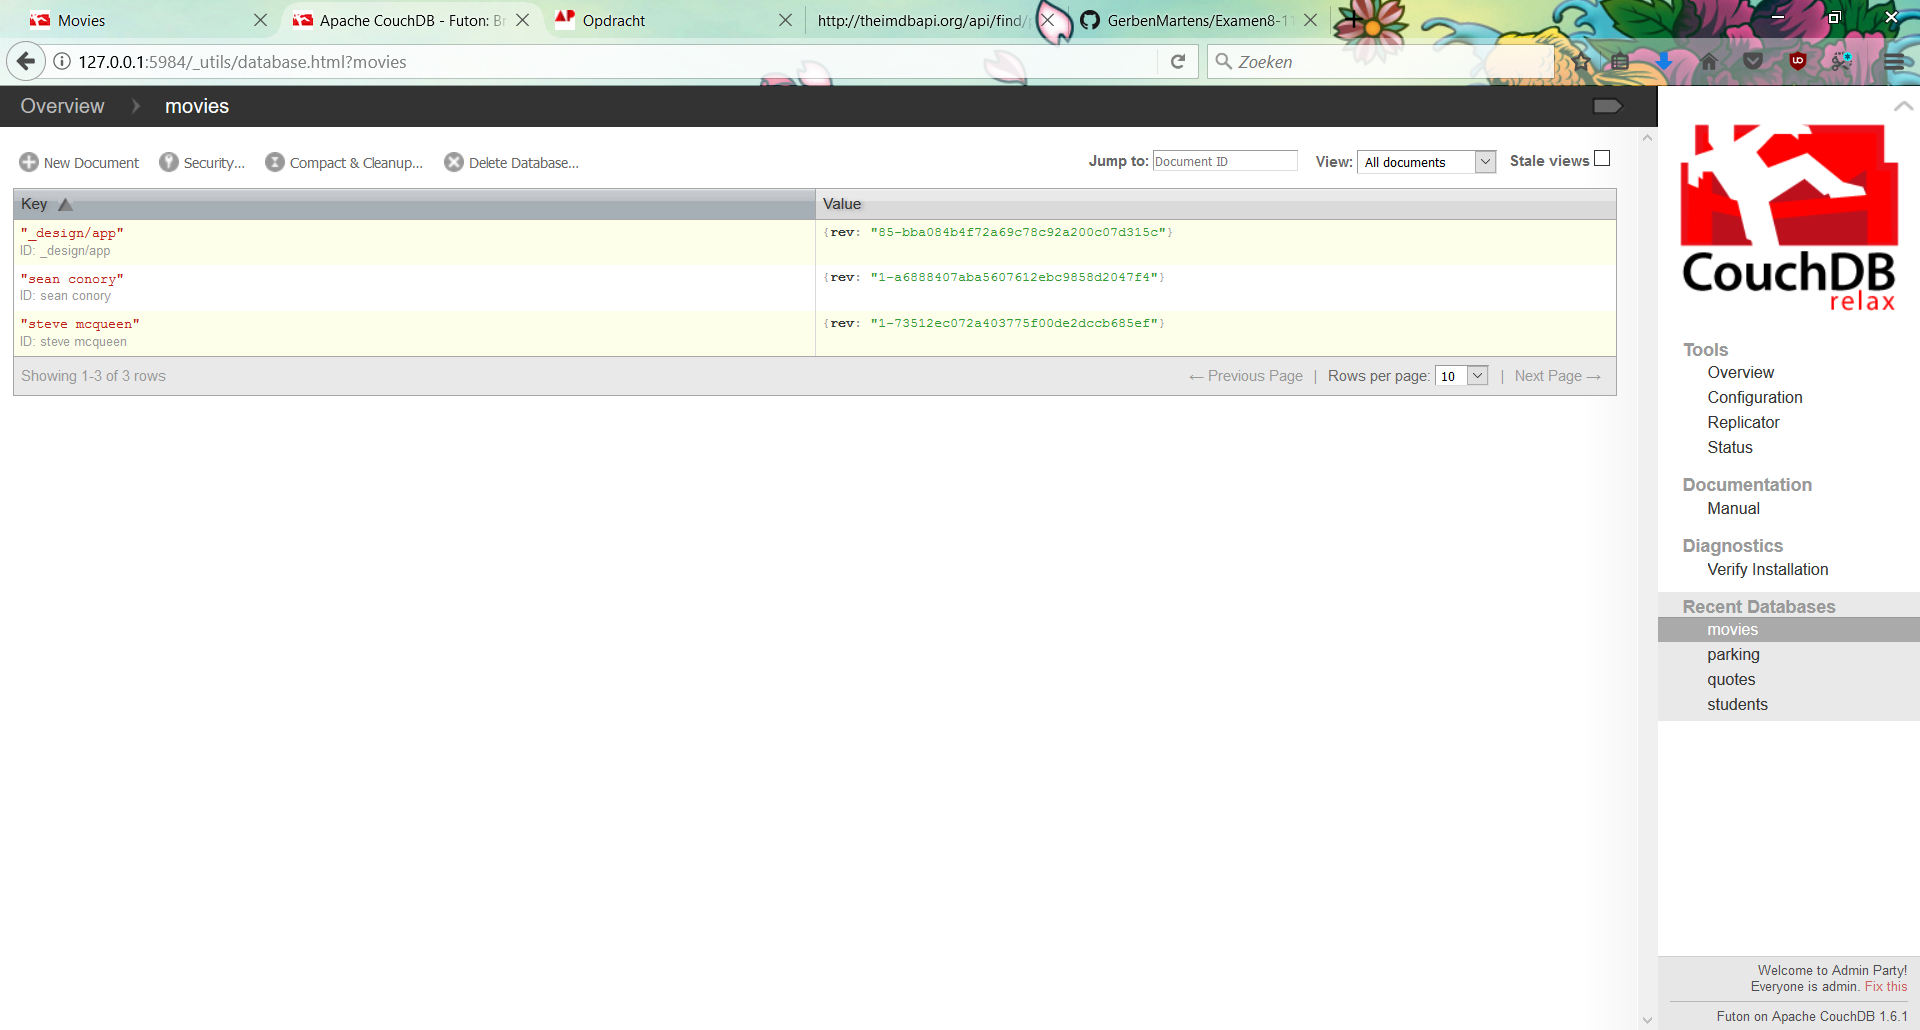 Movies
Apache CouchDB - Futon: Br
Opdracht
http://theimdbapi.org/api/find/
GerbenMartens/Examen8-11
127.0.0.1:5984/_utils/database.html?movies
Zoeken
Overview
movies
New Document
Security...
Compact & Cleanup...
Delete Database...
Jump to: Document ID
View: All documents
Stale views
Key
Value
"_design/app"
ID: _design/app
{rev: "85-bba084b4f72a69c78c92a200c07d315c"}
"sean conory"
ID: sean conory
{rev: "1-a6888407aba5607612ebc9858d2047f4"}
"steve mcqueen"
ID: steve mcqueen
{rev: "1-73512ec072a403775f00de2dccb685ef"}
Showing 1-3 of 3 rows
← Previous Page | Rows per page: 10 | Next Page →
CouchDB
relax
Tools
Overview
Configuration
Replicator
Status
Documentation
Manual
Diagnostics
Verify Installation
Recent Databases
movies
parking
quotes
students
Welcome to Admin Party!
Everyone is admin. Fix this
Futon on Apache CouchDB 1.6.1